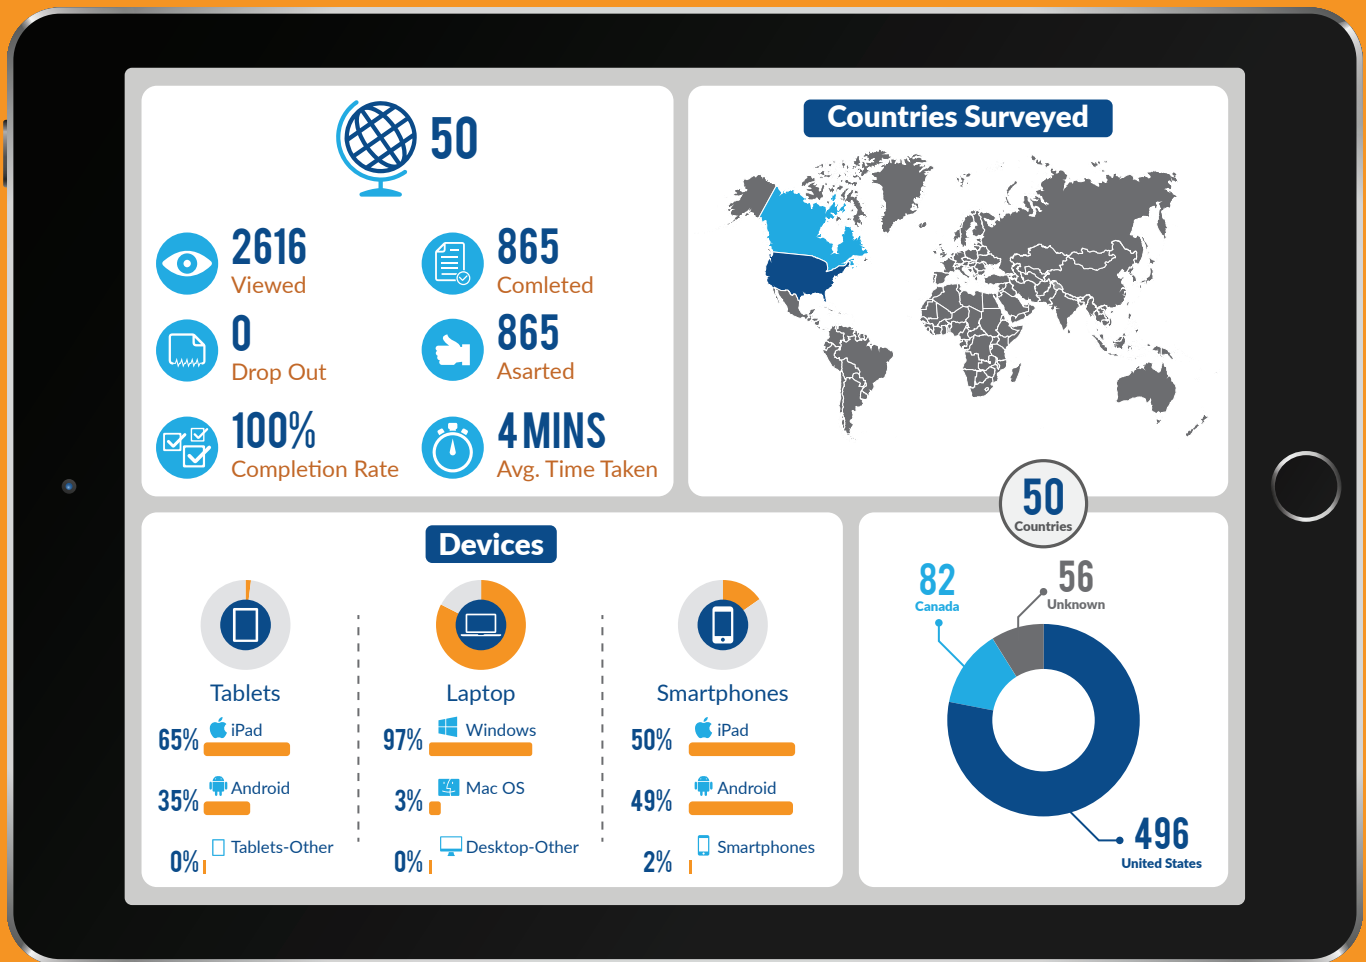 50
2616
Viewed
865
Comleted
0
Drop Out
865
Asarted
100%
Completion Rate
4 MINS
Avg. Time Taken
Countries Surveyed
Devices
Tablets
65%
iPad
35%
Android
0%
Tablets-Other
Laptop
97%
Windows
3%
Mac OS
0%
Desktop-Other
Smartphones
50%
iPad
49%
Android
2%
Smartphones
50
Countries
82
Canada
56
Unknown
496
United States